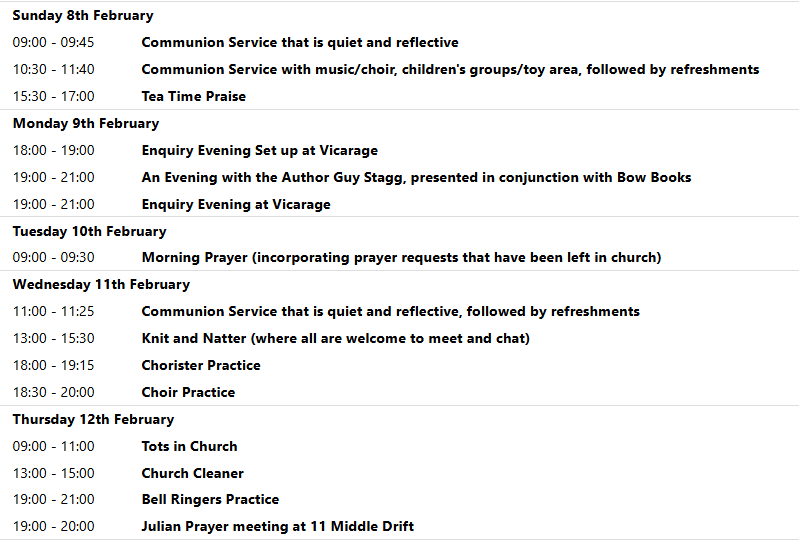 Sunday 8th February
09:00 - 09:45 Communion Service that is quiet and reflective
10:30 - 11:40 Communion Service with music/choir, children's groups/toy area, followed by refreshments
15:30 - 17:00 Tea Time Praise
Monday 9th February
18:00 - 19:00 Enquiry Evening Set up at Vicarage
19:00 - 21:00 An Evening with the Author Guy Stagg, presented in conjunction with Bow Books
19:00 - 21:00 Enquiry Evening at Vicarage
Tuesday 10th February
09:00 - 09:30 Morning Prayer (incorporating prayer requests that have been left in church)
Wednesday 11th February
11:00 - 11:25 Communion Service that is quiet and reflective, followed by refreshments
13:00 - 15:30 Knit and Natter (where all are welcome to meet and chat)
18:00 - 19:15 Chorister Practice
18:30 - 20:00 Choir Practice
Thursday 12th February
09:00 - 11:00 Tots in Church
13:00 - 15:00 Church Cleaner
19:00 - 21:00 Bell Ringers Practice
19:00 - 20:00 Julian Prayer meeting at 11 Middle Drift